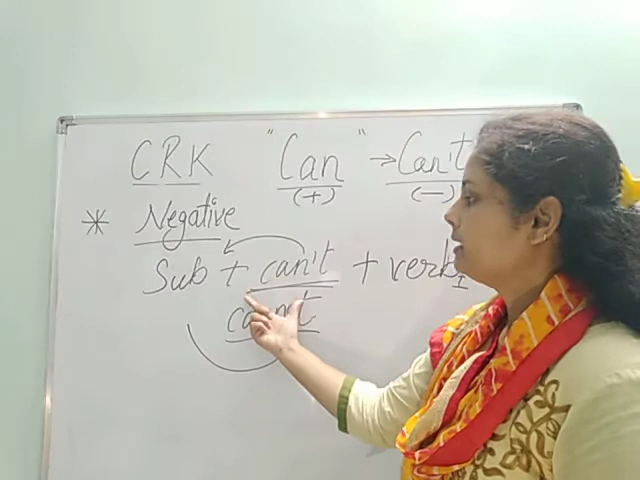 CRK "Can" → Can't
(+) (−)
* Negative
Sub + can't + verb